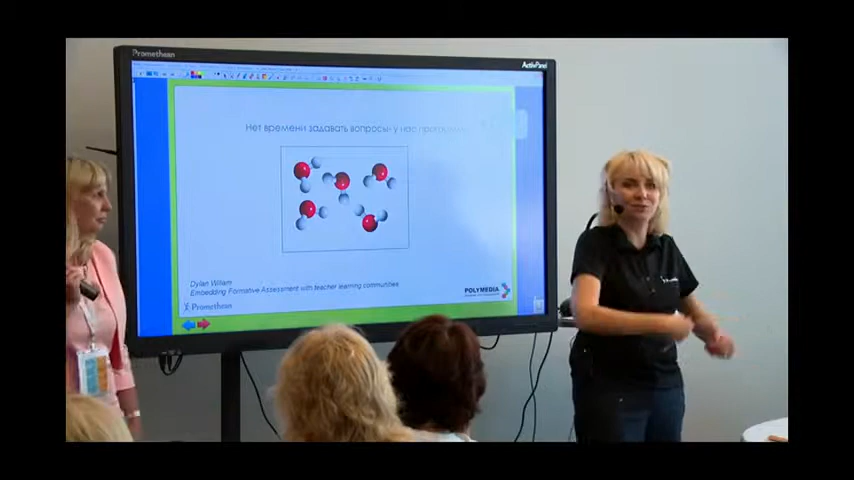 Promethean
ActivPanel
Нет времени задавать вопросы- у нас программа
Dylan Wiliam
Embedding Formative Assessment with teacher learning communities
POLYMEDIA
Promethean